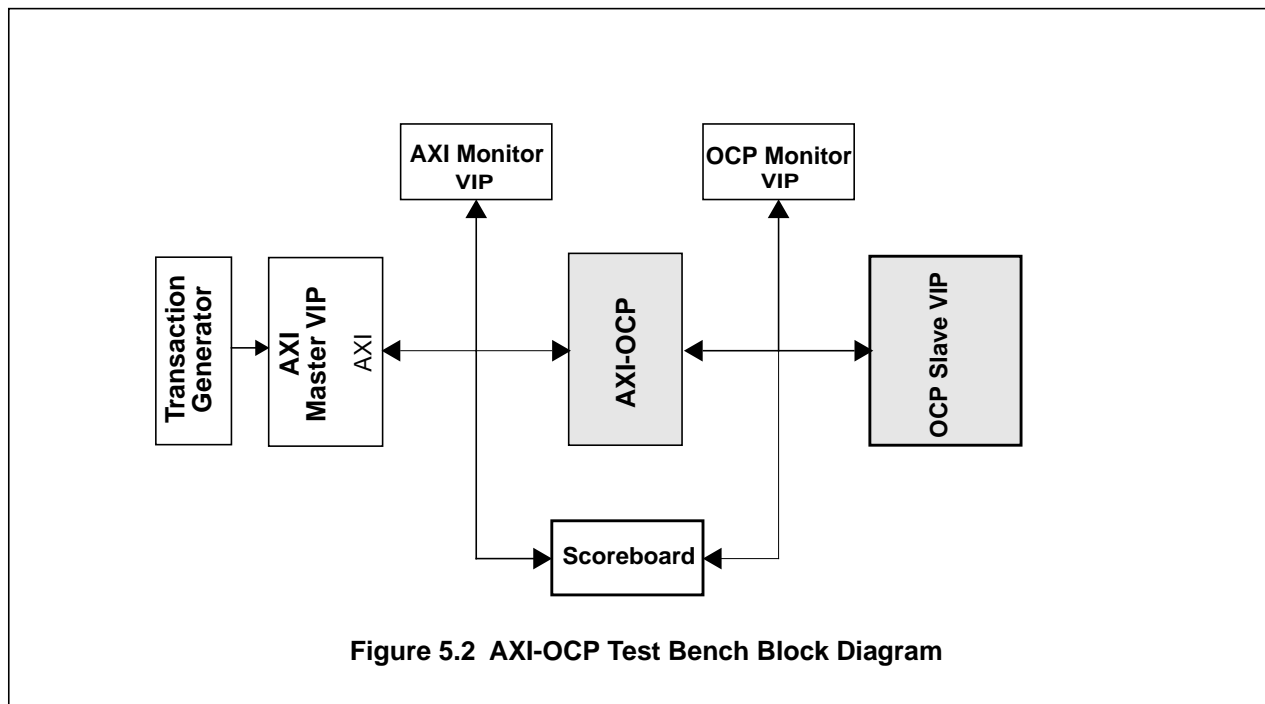 AXI Monitor
VIP
OCP Monitor
VIP
Transaction
Generator
AXI
Master VIP
AXI
AXI-OCP
OCP Slave VIP
Scoreboard
Figure 5.2 AXI-OCP Test Bench Block Diagram